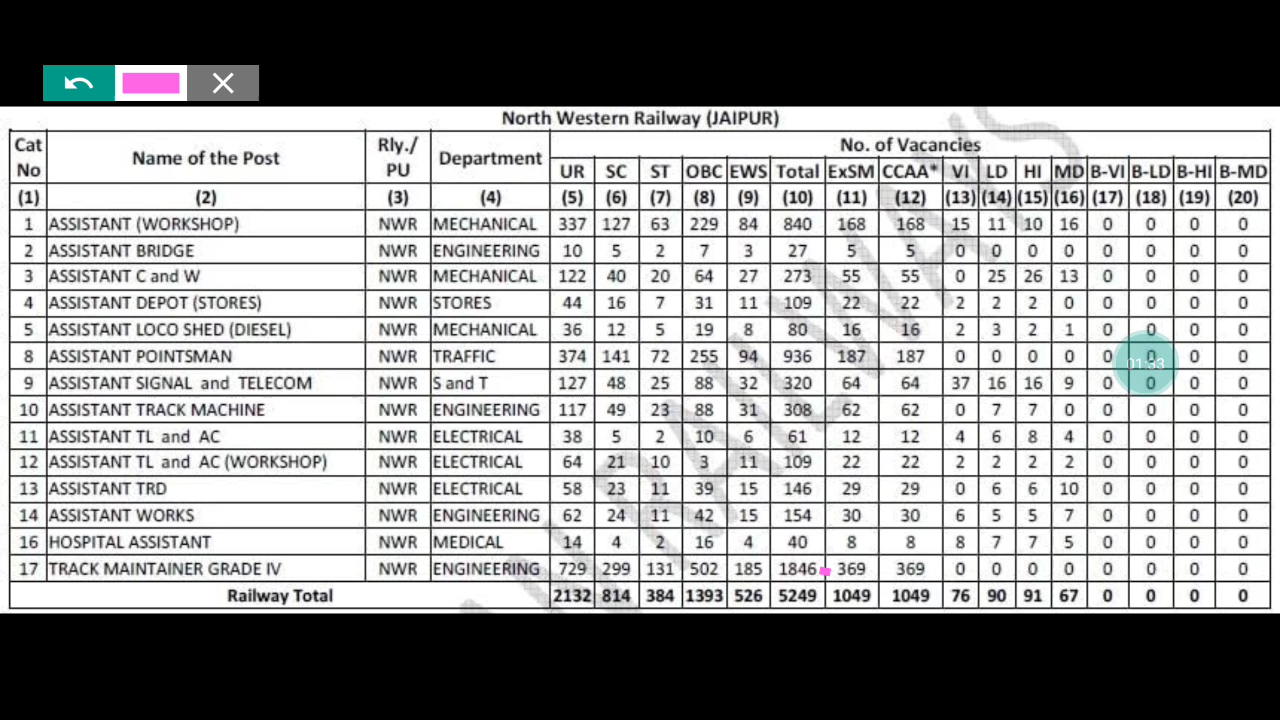 North Western Railway (JAIPUR)
Cat No Name of the Post Rly./ PU Department No. of Vacancies
UR SC ST OBC EWS Total ExSM CCAA* VI LD HI MD B-VI B-LD B-HI B-MD
(1) (2) (3) (4) (5) (6) (7) (8) (9) (10) (11) (12) (13) (14) (15) (16) (17) (18) (19) (20)
1 ASSISTANT (WORKSHOP) NWR MECHANICAL 337 127 63 229 84 840 168 168 15 11 10 16 0 0 0 0
2 ASSISTANT BRIDGE NWR ENGINEERING 10 5 2 7 3 27 5 5 0 0 0 0 0 0 0 0
3 ASSISTANT C and W NWR MECHANICAL 122 40 20 64 27 273 55 55 0 25 26 13 0 0 0 0
4 ASSISTANT DEPOT (STORES) NWR STORES 44 16 7 31 11 109 22 22 2 2 2 0 0 0 0 0
5 ASSISTANT LOCO SHED (DIESEL) NWR MECHANICAL 36 12 5 19 8 80 16 16 2 3 2 1 0 0 0 0
8 ASSISTANT POINTSMAN NWR TRAFFIC 374 141 72 255 94 936 187 187 0 0 0 0 0 0 0 0
01:33
9 ASSISTANT SIGNAL and TELECOM NWR S and T 127 48 25 88 32 320 64 64 37 16 16 9 0 0 0 0
10 ASSISTANT TRACK MACHINE NWR ENGINEERING 117 49 23 88 31 308 62 62 0 7 7 0 0 0 0 0
11 ASSISTANT TL and AC NWR ELECTRICAL 38 5 2 10 6 61 12 12 4 6 8 4 0 0 0 0
12 ASSISTANT TL and AC (WORKSHOP) NWR ELECTRICAL 64 21 10 3 11 109 22 22 2 2 2 2 0 0 0 0
13 ASSISTANT TRD NWR ELECTRICAL 58 23 11 39 15 146 29 29 0 6 6 10 0 0 0 0
14 ASSISTANT WORKS NWR ENGINEERING 62 24 11 42 15 154 30 30 6 5 5 7 0 0 0 0
16 HOSPITAL ASSISTANT NWR MEDICAL 14 4 2 16 4 40 8 8 8 7 7 5 0 0 0 0
17 TRACK MAINTAINER GRADE IV NWR ENGINEERING 729 299 131 502 185 1846 369 369 0 0 0 0 0 0 0 0
Railway Total 2132 814 384 1393 526 5249 1049 1049 76 90 91 67 0 0 0 0
RAILWAYS